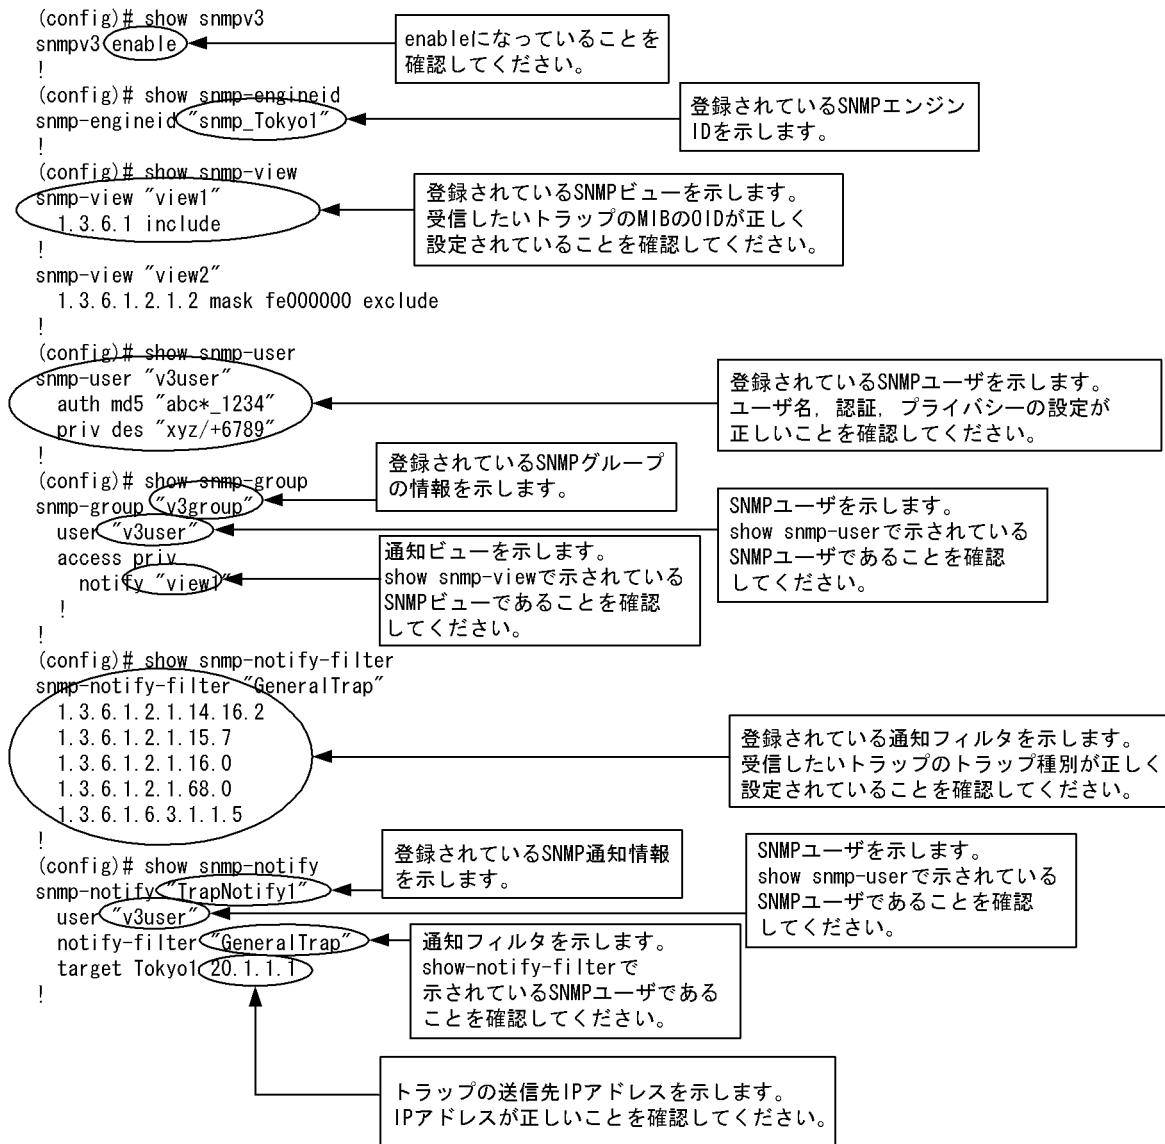 (config)# show snmpv3
snmpv3 enable
!
enableになっていることを
確認してください。
(config)# show snmp-engineid
snmp-engineid "snmp_Tokyo1"
!
登録されているSNMPエンジン
IDを示します。
(config)# show snmp-view
snmp-view "view1"
1.3.6.1 include
!
登録されているSNMPビューを示します。
受信したいトラップのMIBのOIDが正しく
設定されていることを確認してください。
snmp-view "view2"
1.3.6.1.2.1.2 mask fe000000 exclude
!
(config)# show snmp-user
snmp-user "v3user"
auth md5 "abc*_1234"
priv des "xyz/+6789"
!
登録されているSNMPユーザを示します。
ユーザ名，認証，プライバシーの設定が
正しいことを確認してください。
(config)# show snmp-group
snmp-group "v3group"
user "v3user"
access priv
notify "view1"
!
!
登録されているSNMPグループ
の情報を示します。
SNMPユーザを示します。
show snmp-userで示されている
SNMPユーザであることを確認
してください。
通知ビューを示します。
show snmp-viewで示されている
SNMPビューであることを確認
してください。
(config)# show snmp-notify-filter
snmp-notify-filter "GeneralTrap"
1.3.6.1.2.1.14.16.2
1.3.6.1.2.1.15.7
1.3.6.1.2.1.16.0
1.3.6.1.2.1.68.0
1.3.6.1.6.3.1.1.5
!
登録されている通知フィルタを示します。
受信したいトラップのトラップ種別が正しく
設定されていることを確認してください。
(config)# show snmp-notify
snmp-notify "TrapNotify1"
user "v3user"
notify-filter "GeneralTrap"
target Tokyo1 20.1.1.1
!
登録されているSNMP通知情報
を示します。
SNMPユーザを示します。
show snmp-userで示されている
SNMPユーザであることを確認
してください。
通知フィルタを示します。
show-notify-filterで
示されているSNMPユーザである
ことを確認してください。
トラップの送信先IPアドレスを示します。
IPアドレスが正しいことを確認してください。